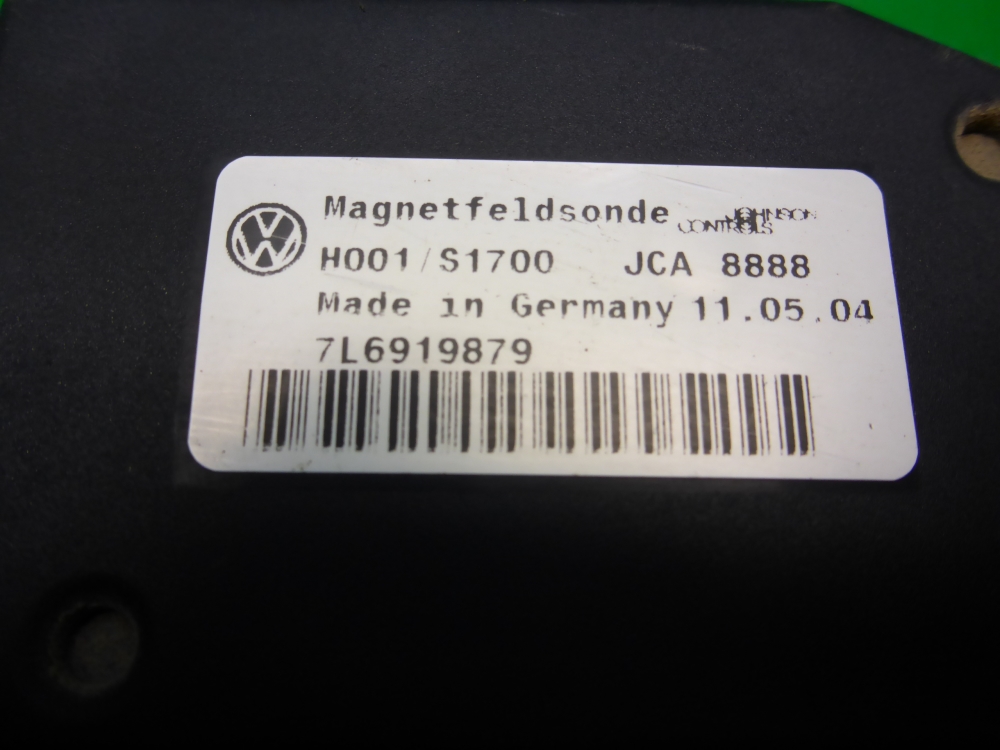 Magnetfeldsonde JOHNSON CONTROLS
H001/S1700 JCA 8888
Made in Germany 11.05.04
7L6919879